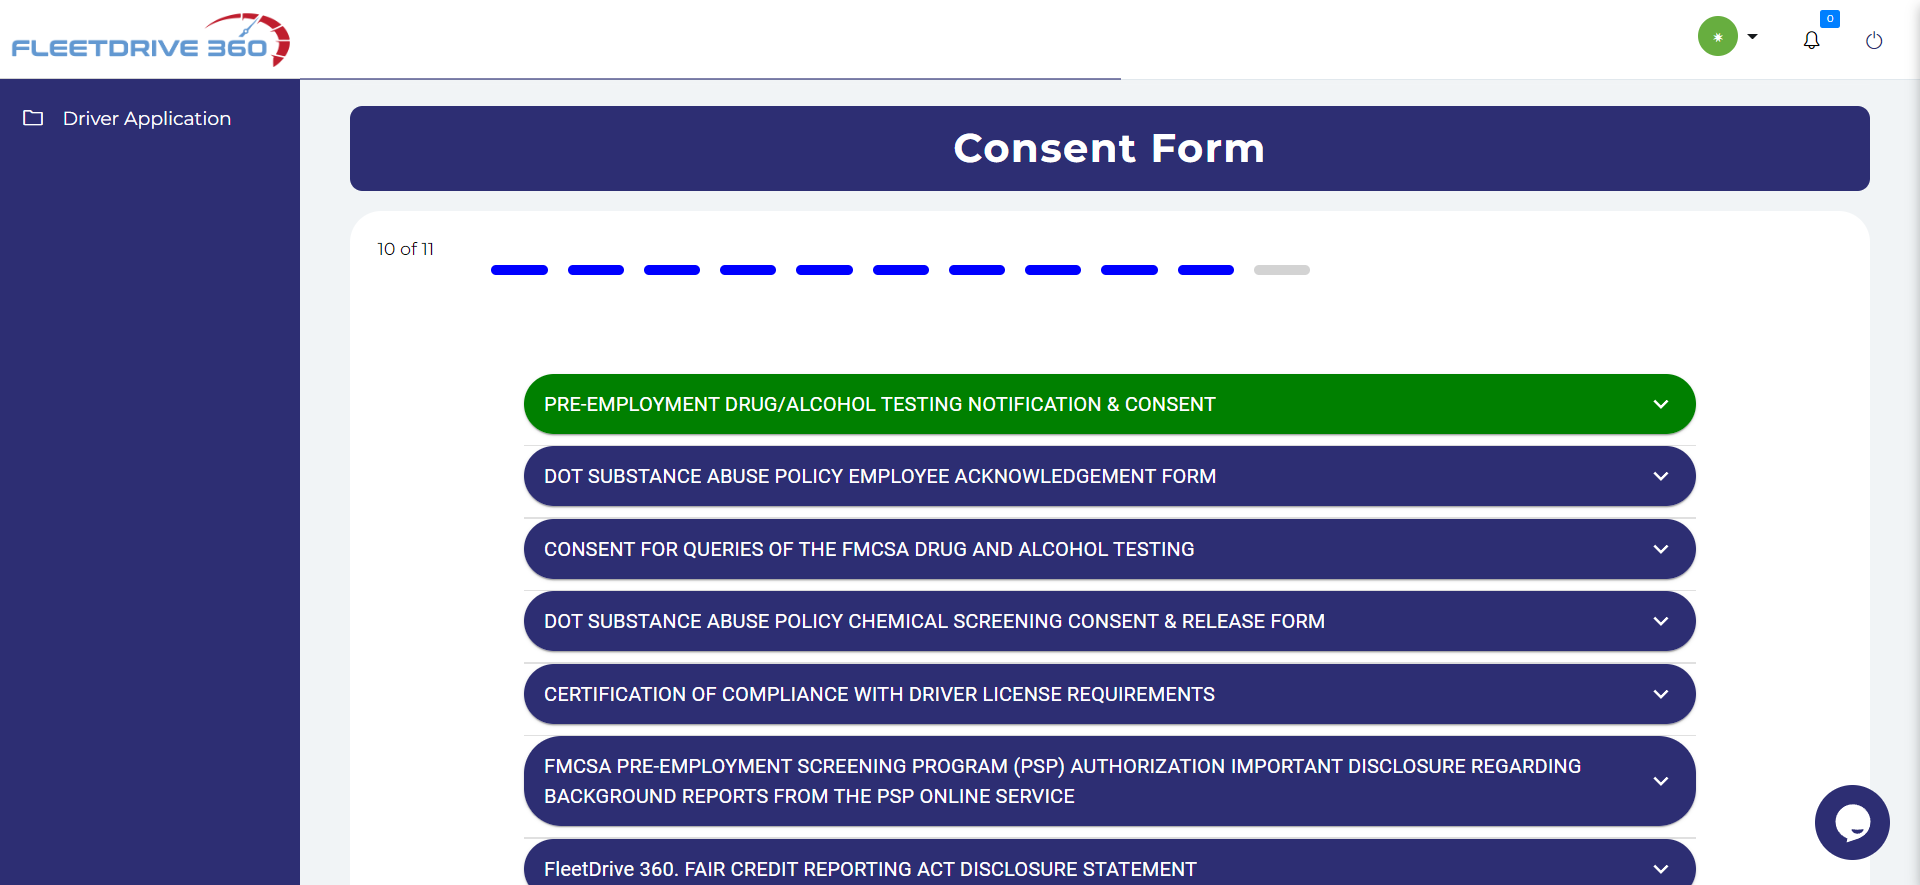 FLEETDRIVE 360
0
Driver Application
Consent Form
10 of 11
PRE-EMPLOYMENT DRUG/ALCOHOL TESTING NOTIFICATION & CONSENT
DOT SUBSTANCE ABUSE POLICY EMPLOYEE ACKNOWLEDGEMENT FORM
CONSENT FOR QUERIES OF THE FMCSA DRUG AND ALCOHOL TESTING
DOT SUBSTANCE ABUSE POLICY CHEMICAL SCREENING CONSENT & RELEASE FORM
CERTIFICATION OF COMPLIANCE WITH DRIVER LICENSE REQUIREMENTS
FMCSA PRE-EMPLOYMENT SCREENING PROGRAM (PSP) AUTHORIZATION IMPORTANT DISCLOSURE REGARDING
BACKGROUND REPORTS FROM THE PSP ONLINE SERVICE
FleetDrive 360. FAIR CREDIT REPORTING ACT DISCLOSURE STATEMENT